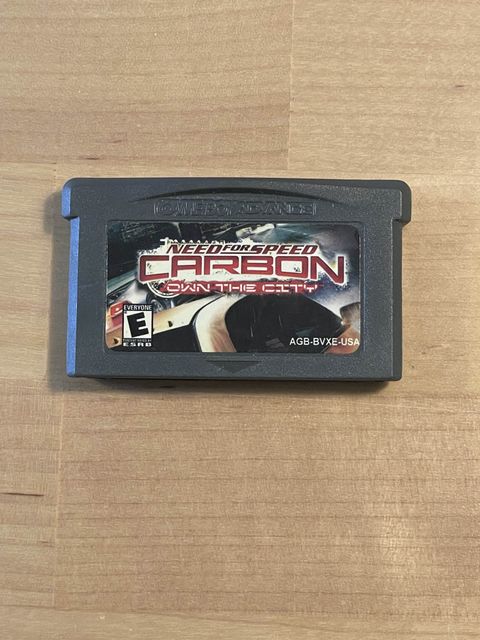 GAME BOY ADVANCE
NEED FOR SPEED
CARBON
OWN THE CITY
EVERYONE
E
ESRB
AGB-BVXE-USA